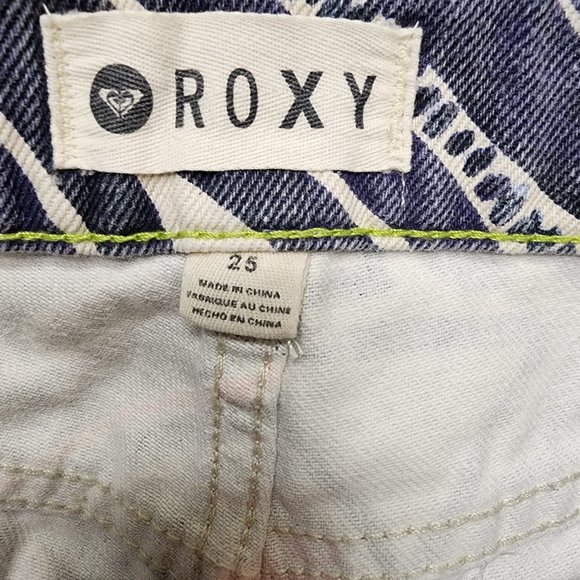 ROXY
25
MADE IN CHINA
FABRIQUE AU CHINE
HECHO EN CHINA